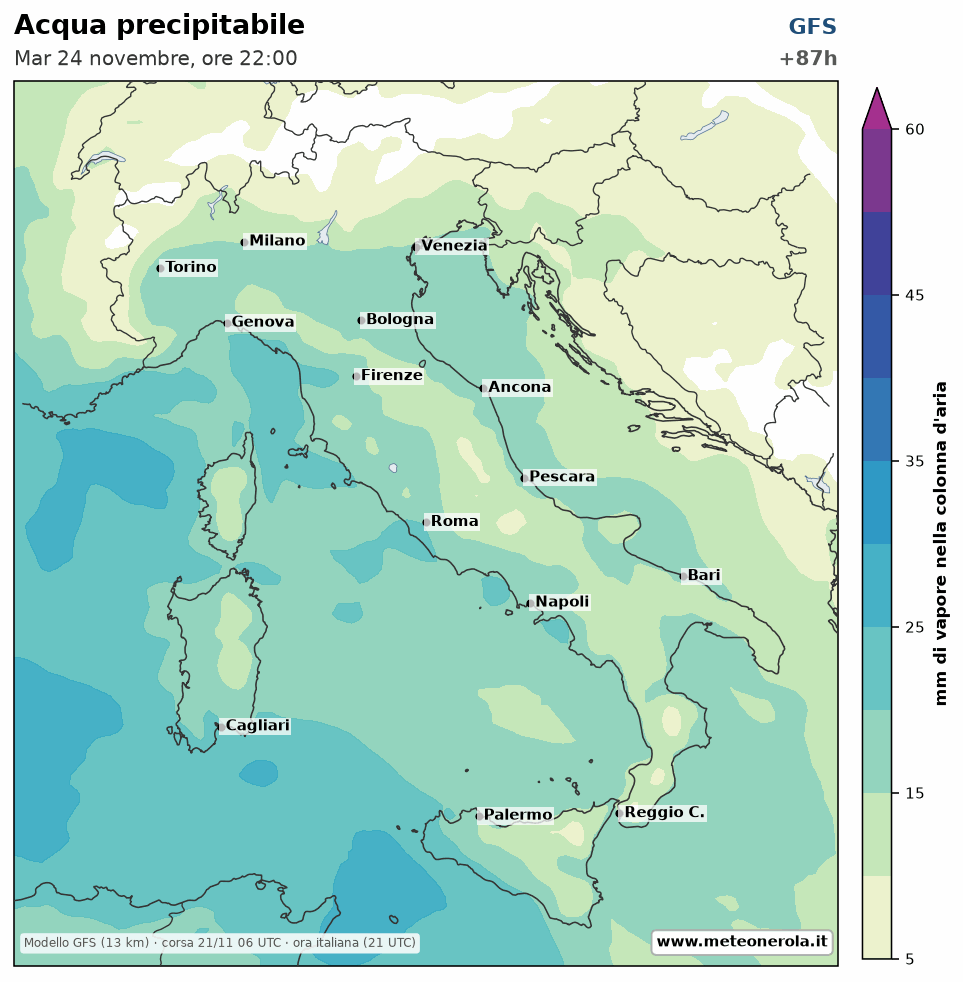 Acqua precipitabile
GFS
Mar 24 novembre, ore 22:00
+87h
60
Milano
Venezia
Torino
45
Genova
Bologna
Firenze
Ancona
mm di vapore nella colonna d'aria
35
Pescara
Roma
Bari
Napoli
25
Cagliari
15
Palermo
Reggio C.
Modello GFS (13 km) · corsa 21/11 06 UTC · ora italiana (21 UTC)
www.meteonerola.it
5